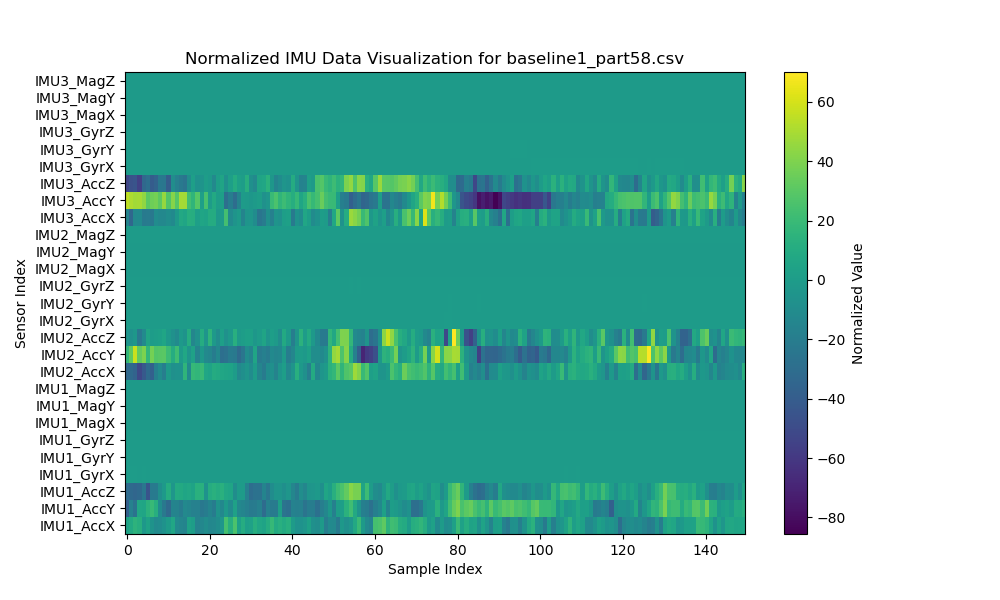 Normalized IMU Data Visualization for baseline1_part58.csv
IMU3_MagZ
IMU3_MagY
IMU3_MagX
IMU3_GyrZ
IMU3_GyrY
IMU3_GyrX
IMU3_AccZ
IMU3_AccY
IMU3_AccX
IMU2_MagZ
IMU2_MagY
IMU2_MagX
IMU2_GyrZ
IMU2_GyrY
IMU2_GyrX
IMU2_AccZ
IMU2_AccY
IMU2_AccX
IMU1_MagZ
IMU1_MagY
IMU1_MagX
IMU1_GyrZ
IMU1_GyrY
IMU1_GyrX
IMU1_AccZ
IMU1_AccY
IMU1_AccX
Sensor Index
0 20 40 60 80 100 120 140
Sample Index
60
40
20
0
−20
−40
−60
−80
Normalized Value